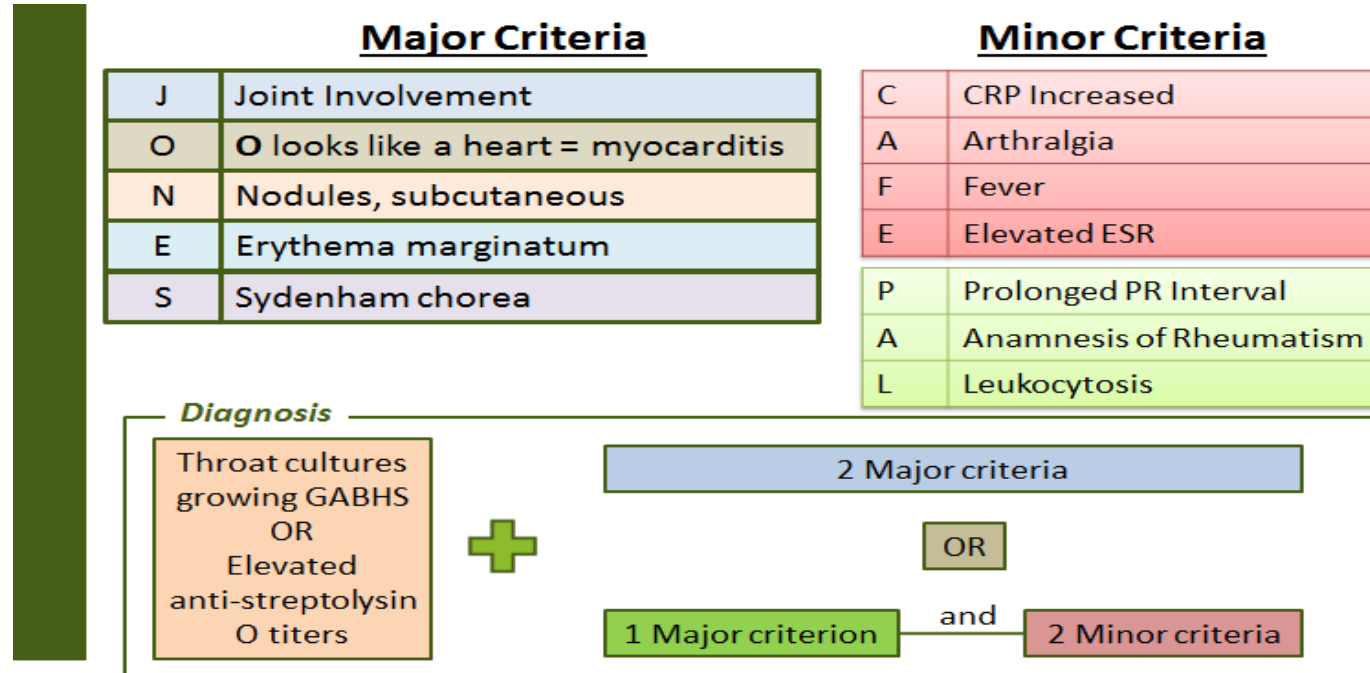 Major Criteria
J Joint Involvement
O O looks like a heart = myocarditis
N Nodules, subcutaneous
E Erythema marginatum
S Sydenham chorea
Minor Criteria
C CRP Increased
A Arthralgia
F Fever
E Elevated ESR
P Prolonged PR Interval
A Anamnesis of Rheumatism
L Leukocytosis
Diagnosis
Throat cultures
growing GABHS
OR
Elevated
anti-streptolysin
O titers
2 Major criteria
OR
1 Major criterion and 2 Minor criteria